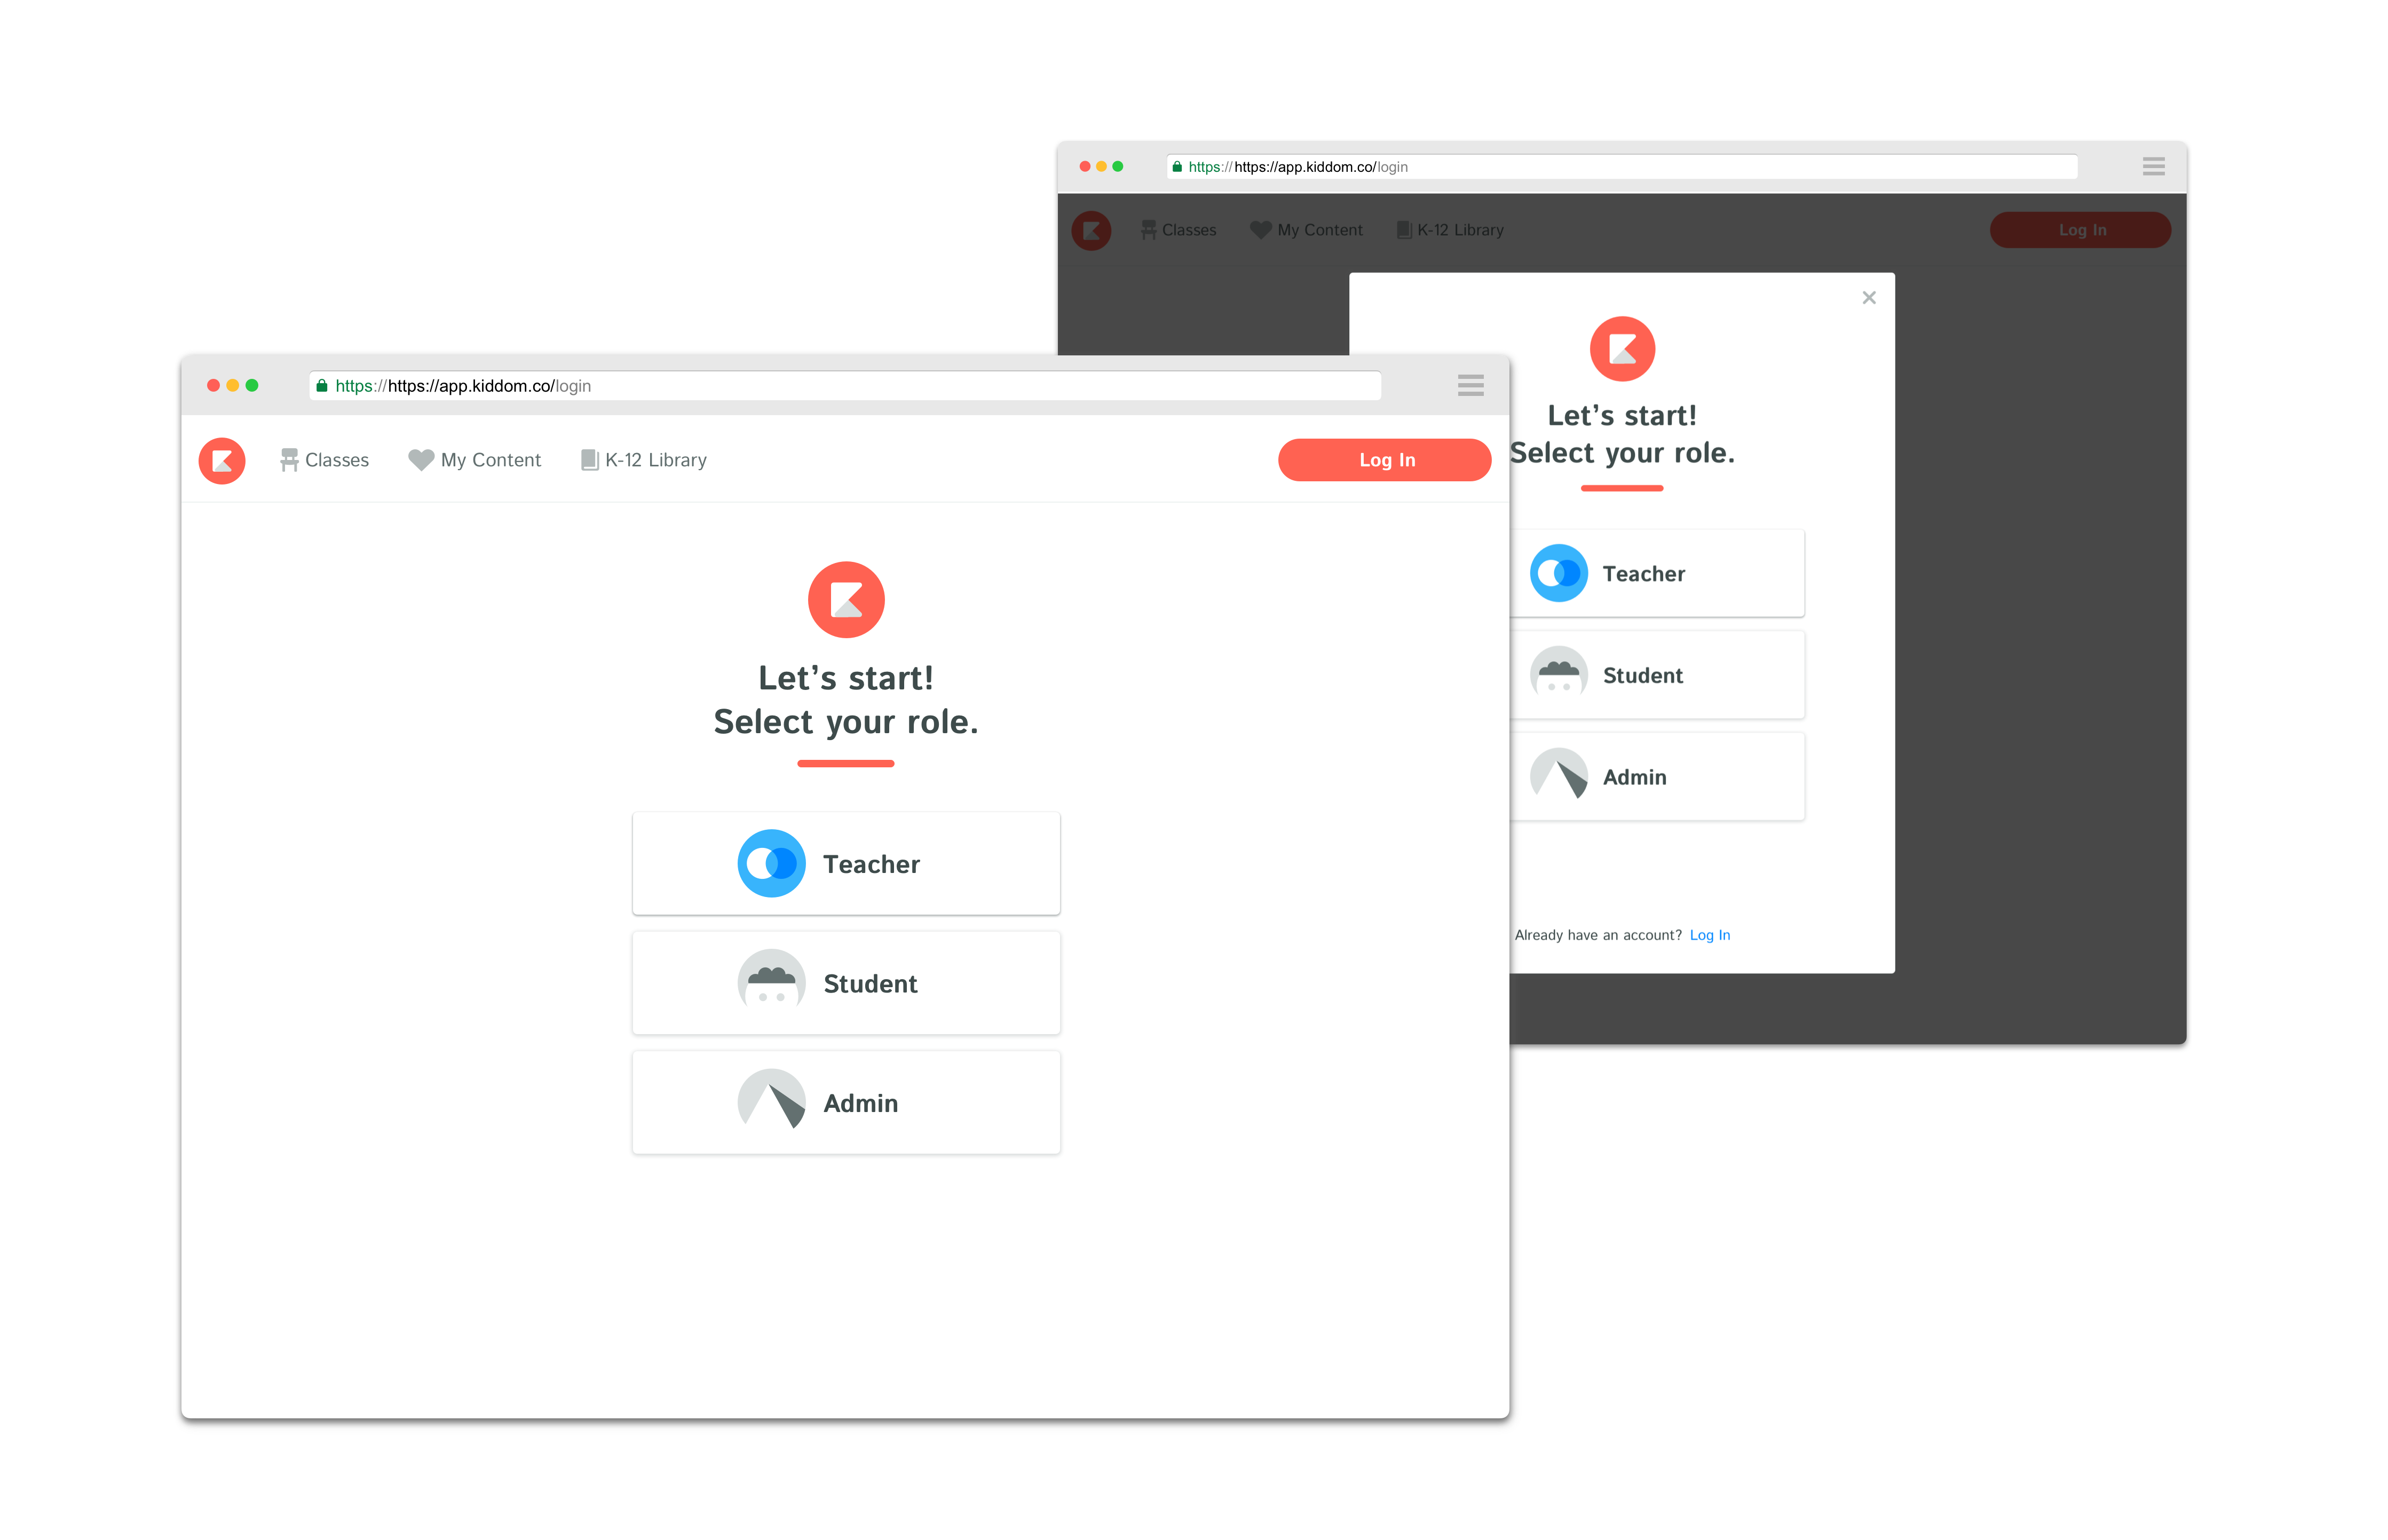 https://https://app.kiddom.co/login
Classes
My Content
K-12 Library
Log In
Let’s start!
Select your role.
Teacher
Student
Admin
Already have an account? Log In
https://https://app.kiddom.co/login
Classes
My Content
K-12 Library
Log In
Let’s start!
Select your role.
Teacher
Student
Admin